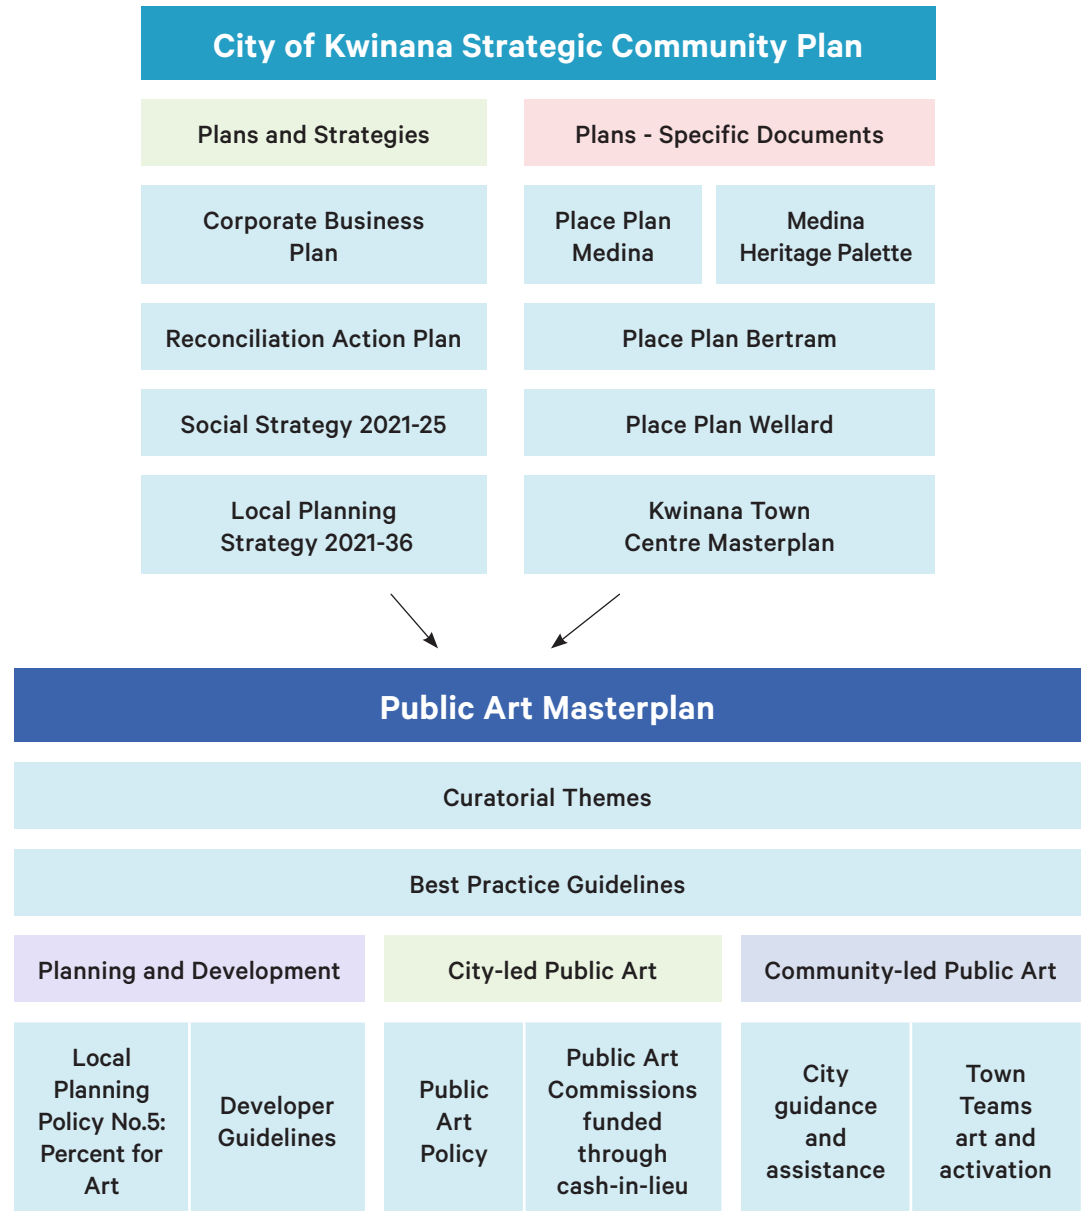 City of Kwinana Strategic Community Plan
Plans and Strategies
Plans - Specific Documents
Corporate Business
Plan
Place Plan
Medina
Medina
Heritage Palette
Reconciliation Action Plan
Place Plan Bertram
Social Strategy 2021-25
Place Plan Wellard
Local Planning
Strategy 2021-36
Kwinana Town
Centre Masterplan
Public Art Masterplan
Curatorial Themes
Best Practice Guidelines
Planning and Development
City-led Public Art
Community-led Public Art
Local
Planning
Policy No.5:
Percent for
Art
Developer
Guidelines
Public
Art
Policy
Public Art
Commissions
funded
through
cash-in-lieu
City
guidance
and
assistance
Town
Teams
art and
activation